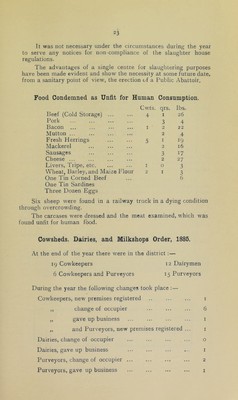 23
It was not necessary under the circumstances during the year
to serve any notices for non-compliance of the slaughter house
regulations.
The advantages of a single centre for slaughtering purposes
have been made evident and shew the necessity at some future date,
from a sanitary point of view, the erection of a Public Abattoir.
Food Condemned as Unfit for Human Consumption.
Cwts. qrs. lbs.
Beef (Cold Storage) ... ... 4 1 26
Pork ... ... ... ... 3 4
Bacon ... ... ... ... 1 2 22
Mutton ... ... ... ... 2 4
Fresh Herrings ... ... 5 1 7
Mackerel ... ... ... 2 16
Sausages ... ... ... 3 17
Cheese ... ... ... ... 2 27
Livers, Tripe, etc. ... ... 1 0 3
Wheat, Barley, and Maize Flour 2 1 5
One Tin Corned Beef ... 6
One Tin Sardines
Three Dozen Eggs
Six sheep were found in a railway truck in a dying condition
through overcrowding.
The carcases were dressed and the meat examined, which was
found unfit for human food.
Cowsheds, Dairies, and Milkshops Order, 1886.
At the end of the year there were in the district :—
19 Cowkeepers 12 Dairymen
6 Cowkeepers and Purveyors 15 Purveyors
During the year the following changes took place :—
Cowkeepers, new premises registered ... ... ... 1
„ change of occupier ... ... ... 6
„ gave up business ... ... ... 1
„ and Purveyors, new premises registered ... 1
Dairies, change of occupier ... ... ... ... 0
Dairies, gave up business ... ... ... ... 1
Purveyors, change of occupier ... ... ... ... 2
Purveyors, gave up business ... ... ... ... 2